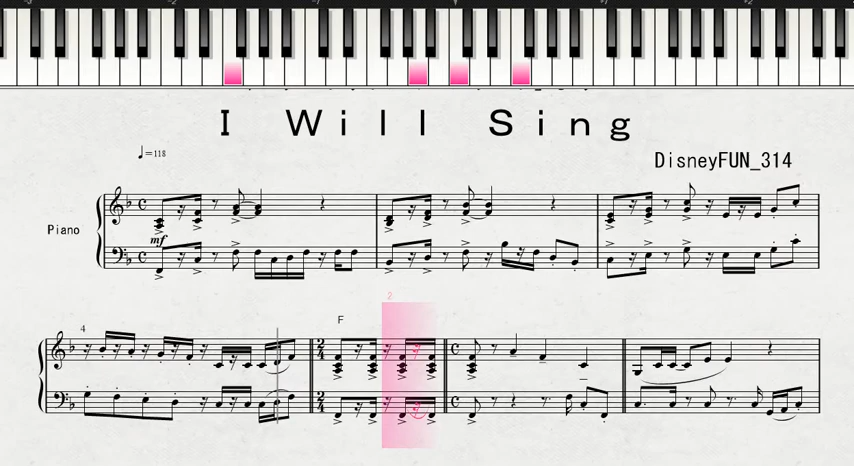 I Will Sing
♩=118
DisneyFUN_314
Piano
mf
2
4
F